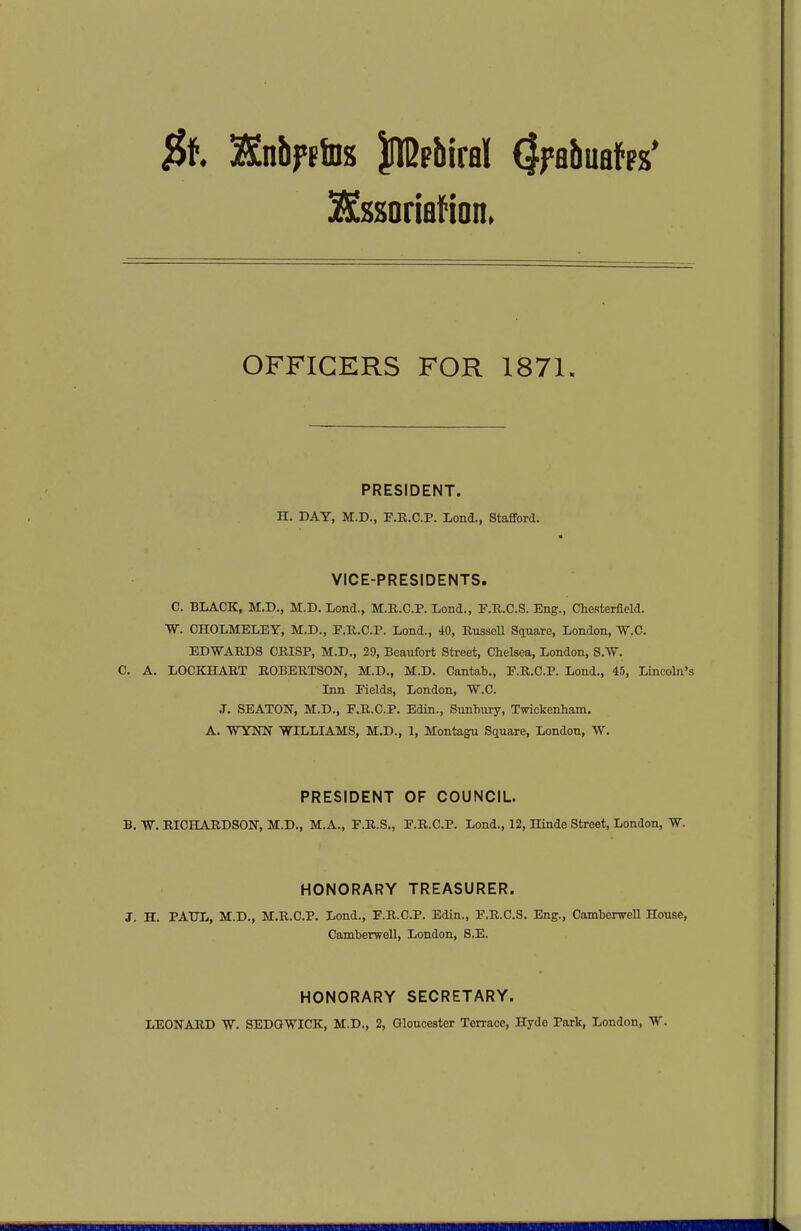 St. Andrews Medical Graduates'
Association.
OFFICERS FOR 1871.
PRESIDENT.
H. DAY, M.D., F.R.C.P. Lond., Stafford.
VICE-PRESIDENTS.
C. BLACK, M.D., M.D. Lond., M.R.C.P. Lond., F.R.C.S. Eng., Chesterfield.
W. CHOLMELEY, M.D., F.R.C.P. Lond., 40, Russell Square, London, W.C.
EDWARDS CRISP, M.D., 29, Beaufort Street, Chelsea, London, S.W.
C. A. LOCKHART ROBERTSON, M.D., M.D. Cantab., F.R.C.P. Lond., 45, Lincoln's
Inn Fields, London, W.C.
J. SEATON, M.D., F.R.C.P. Edin., Sunbury, Twickenham.
A. WYNN WILLIAMS, M.D., 1, Montagu Square, London, W.
PRESIDENT OF COUNCIL.
B. W. RICHARDSON, M.D., M.A., F.R.S., F.R.C.P. Lond., 12, Hinde Street, London, W.
HONORARY TREASURER.
J. H. PAUL, M.D., M.R.C.P. Lond., F.R.C.P. Edin., F.R.C.S. Eng., Camberwell House,
Camberwell, London, S.E.
HONORARY SECRETARY.
LEONARD W. SEDGWICK, M.D., 2, Gloucester Terrace, Hyde Park, London, W.